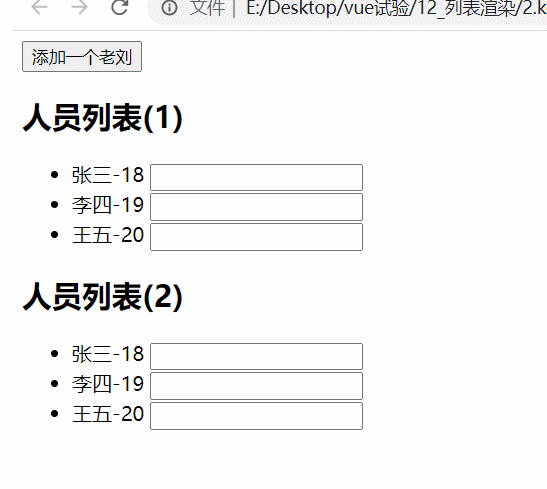 文件 | E:/Desktop/vue试验/12_列表渲染/2.k
添加一个老刘
人员列表(1)
• 张三-18
• 李四-19
• 王五-20
人员列表(2)
• 张三-18
• 李四-19
• 王五-20